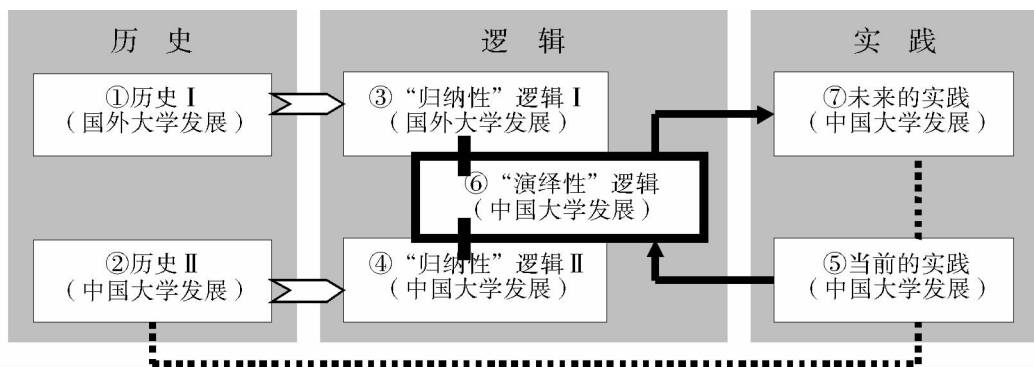 历 史
逻 辑
实 践
①历史Ⅰ
(国外大学发展)
③“归纳性”逻辑Ⅰ
(国外大学发展)
⑦未来的实践
(中国大学发展)
⑥“演绎性”逻辑
(中国大学发展)
②历史Ⅱ
(中国大学发展)
④“归纳性”逻辑Ⅱ
(中国大学发展)
⑤当前的实践
(中国大学发展)